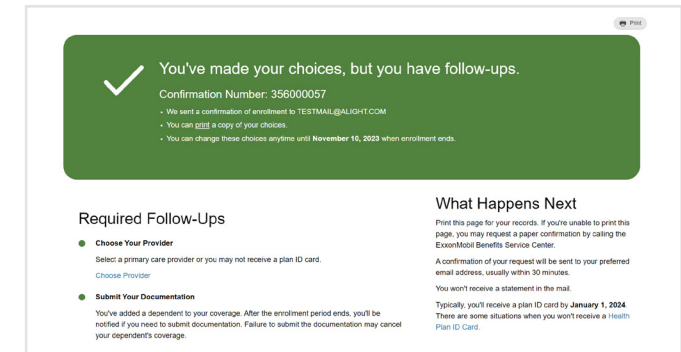 Print
You've made your choices, but you have follow-ups.
Confirmation Number: 356000057
• We sent a confirmation of enrollment to TESTMAIL@ALIGHT.COM
• You can print a copy of your choices.
• You can change these choices anytime until November 10, 2023 when enrollment ends.
Required Follow-Ups
Choose Your Provider
Select a primary care provider or you may not receive a plan ID card.
Choose Provider
Submit Your Documentation
You've added a dependent to your coverage. After the enrollment period ends, you'll be
notified if you need to submit documentation. Failure to submit the documentation may cancel
your dependent's coverage.
What Happens Next
Print this page for your records. If you're unable to print this
page, you may request a paper confirmation by calling the
ExxonMobil Benefits Service Center.
A confirmation of your request will be sent to your preferred
email address, usually within 30 minutes.
You won't receive a statement in the mail.
Typically, you'll receive a plan ID card by January 1, 2024.
There are some situations when you won't receive a Health
Plan ID Card.